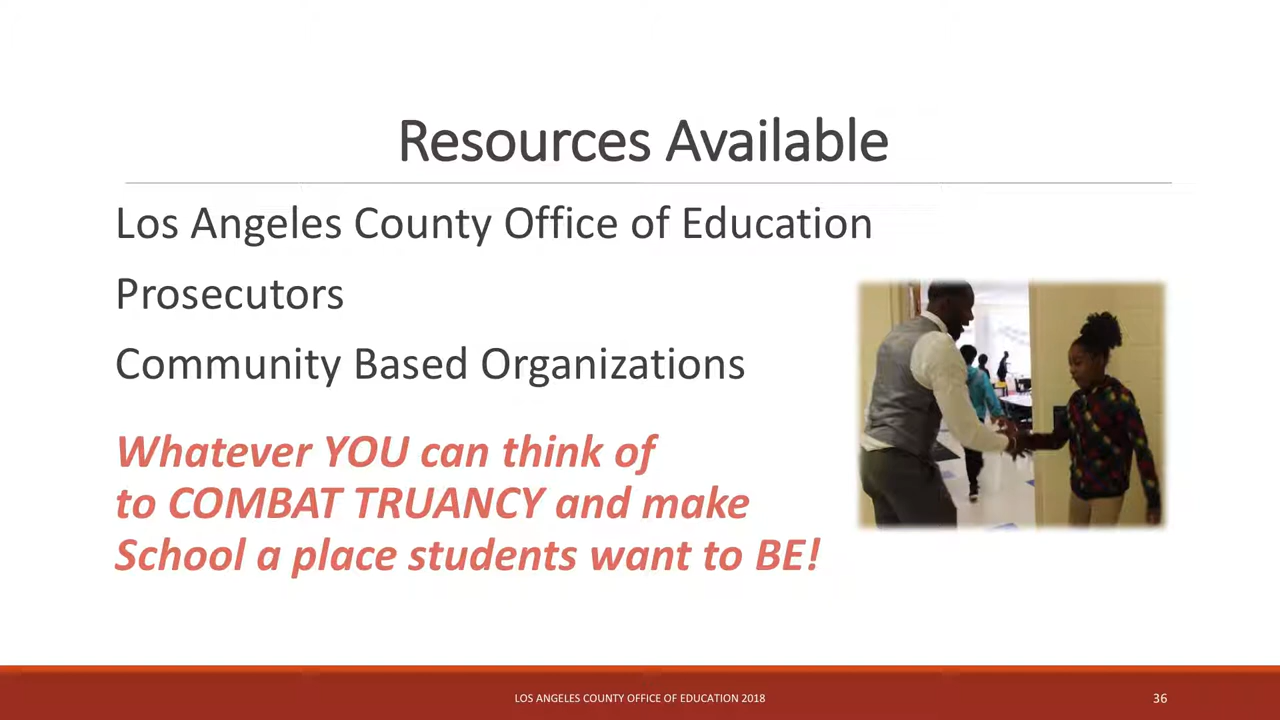 Resources Available
Los Angeles County Office of Education
Prosecutors
Community Based Organizations
Whatever YOU can think of
to COMBAT TRUANCY and make
School a place students want to BE!
LOS ANGELES COUNTY OFFICE OF EDUCATION 2018
36